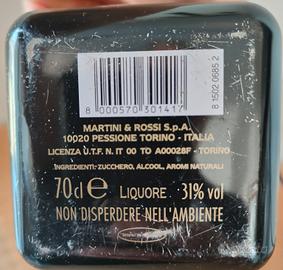 8 000570 301417
8 1502 0685 2
MARTINI & ROSSI S.p.A.
10020 PESSIONE TORINO - ITALIA
LICENZA U.T.F. N. IT 00 TO A00028F - TORINO
INGREDIENTI: ZUCCHERO, ALCOOL, AROMI NATURALI
70cl e LIQUORE 31% vol
NON DISPERDERE NELL'AMBIENTE